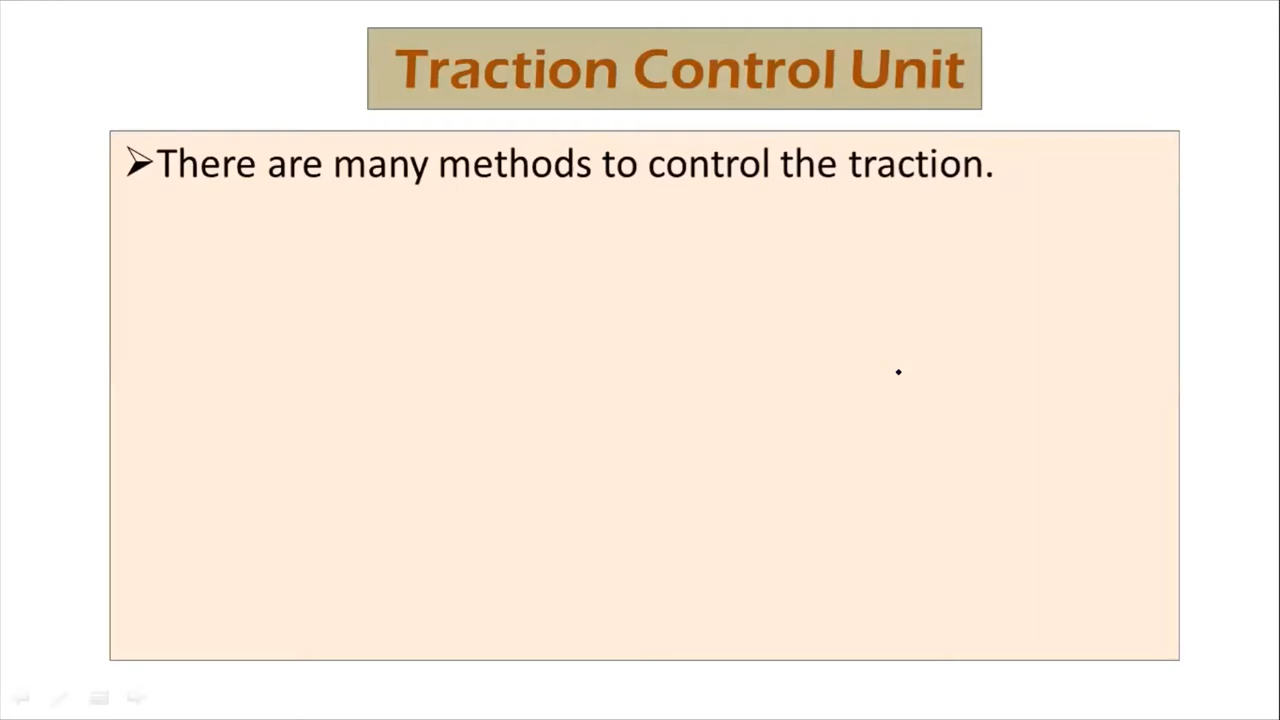 Traction Control Unit
➢There are many methods to control the traction.